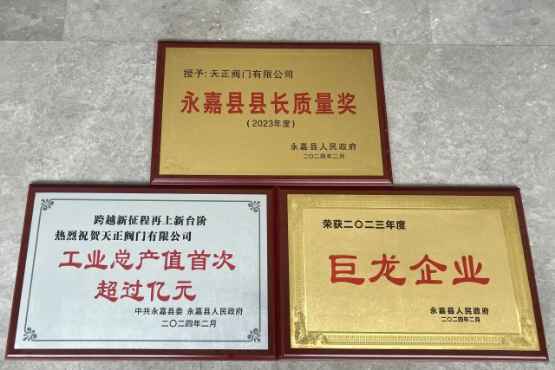 授予：天正阀门有限公司
永嘉县县长质量奖
（2023年度）
永嘉县人民政府
二〇二四年二月
跨越新征程再上新台阶
热烈祝贺天正阀门有限公司
工业总产值首次
超过亿元
中共永嘉县委 永嘉县人民政府
二〇二四年二月
荣获二〇二三年度
巨龙企业
永嘉县人民政府
二〇二四年二月